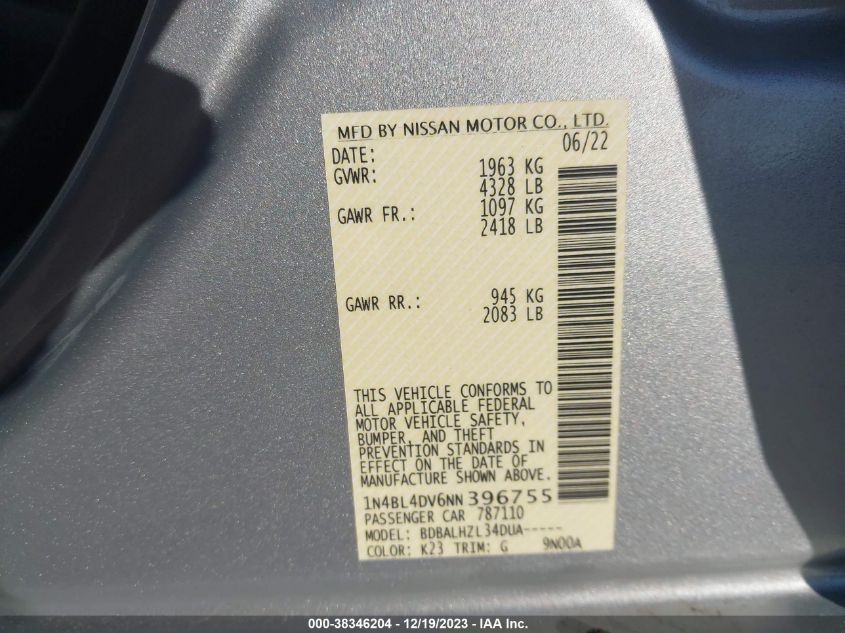 MFD BY NISSAN MOTOR CO., LTD.
DATE: 06/22
GVWR: 1963 KG
4328 LB
GAWR FR.: 1097 KG
2418 LB
GAWR RR.: 945 KG
2083 LB
THIS VEHICLE CONFORMS TO
ALL APPLICABLE FEDERAL
MOTOR VEHICLE SAFETY,
BUMPER, AND THEFT
PREVENTION STANDARDS IN
EFFECT ON THE DATE OF
MANUFACTURE SHOWN ABOVE.
1N4BL4DV6NN396755
PASSENGER CAR 787110
MODEL: BDBALHZL34DUA-----
COLOR: K23 TRIM: G 9N00A
000-38346204 - 12/19/2023 - IAA Inc.